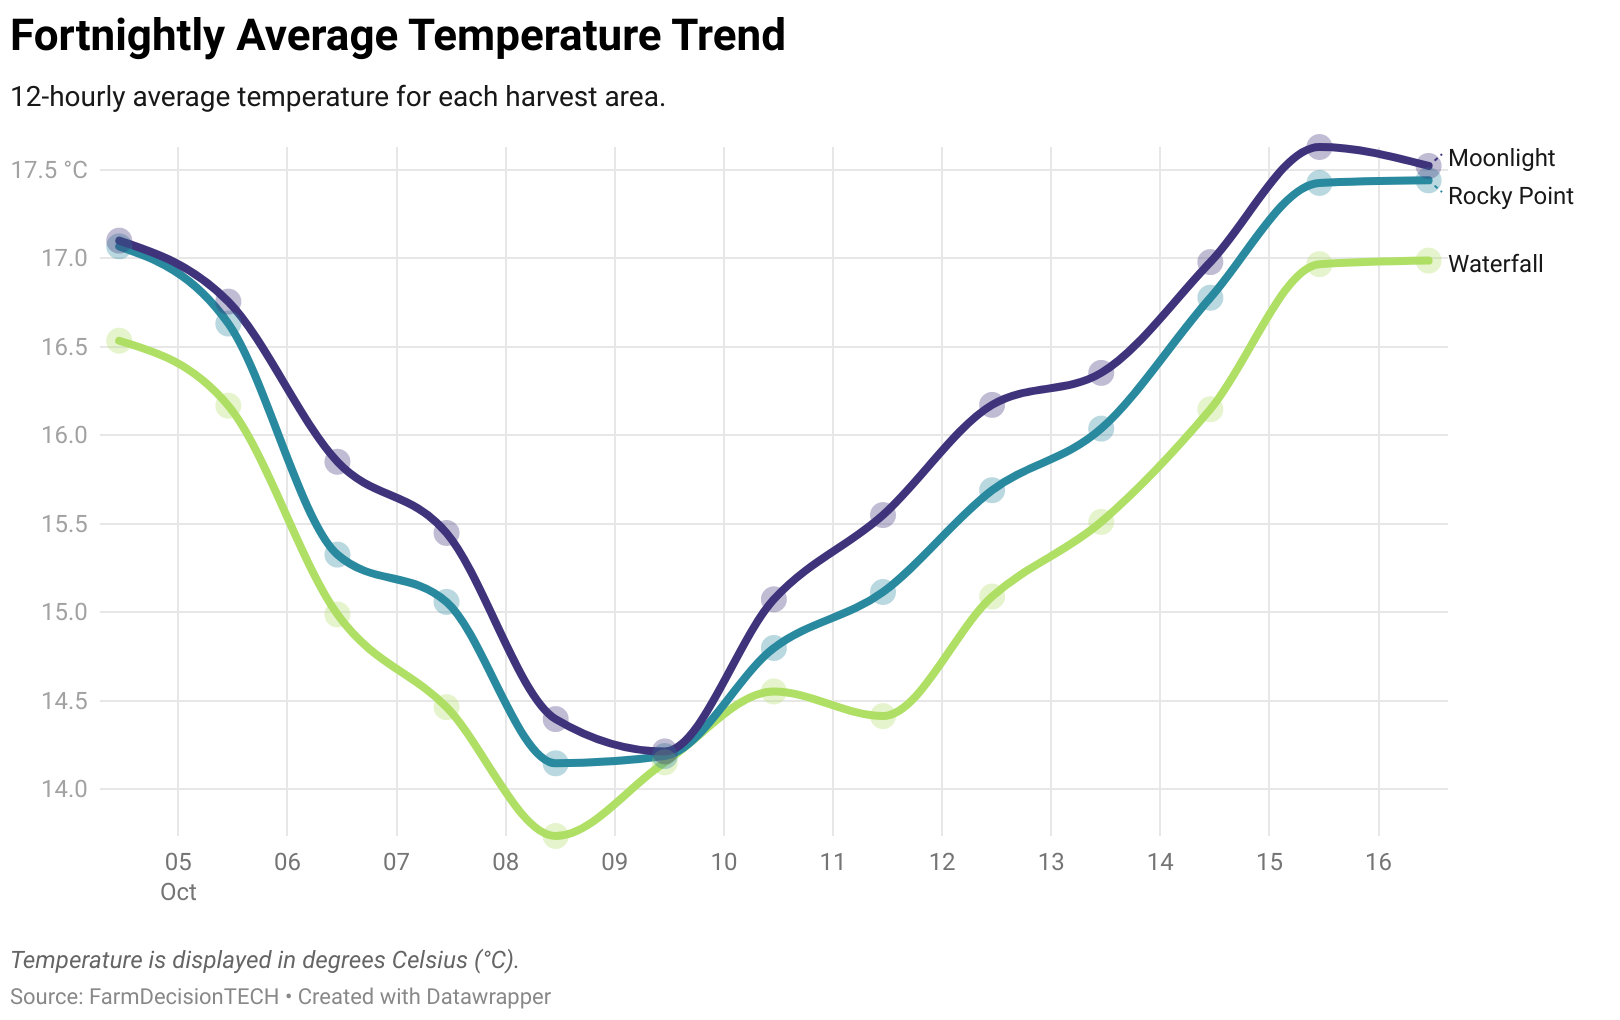 Fortnightly Average Temperature Trend
12-hourly average temperature for each harvest area.
17.5 °C
17.0
16.5
16.0
15.5
15.0
14.5
14.0
Moonlight
Rocky Point
Waterfall
05 06 07 08 09 10 11 12 13 14 15 16
Oct
Temperature is displayed in degrees Celsius (°C).
Source: FarmDecisionTECH • Created with Datawrapper